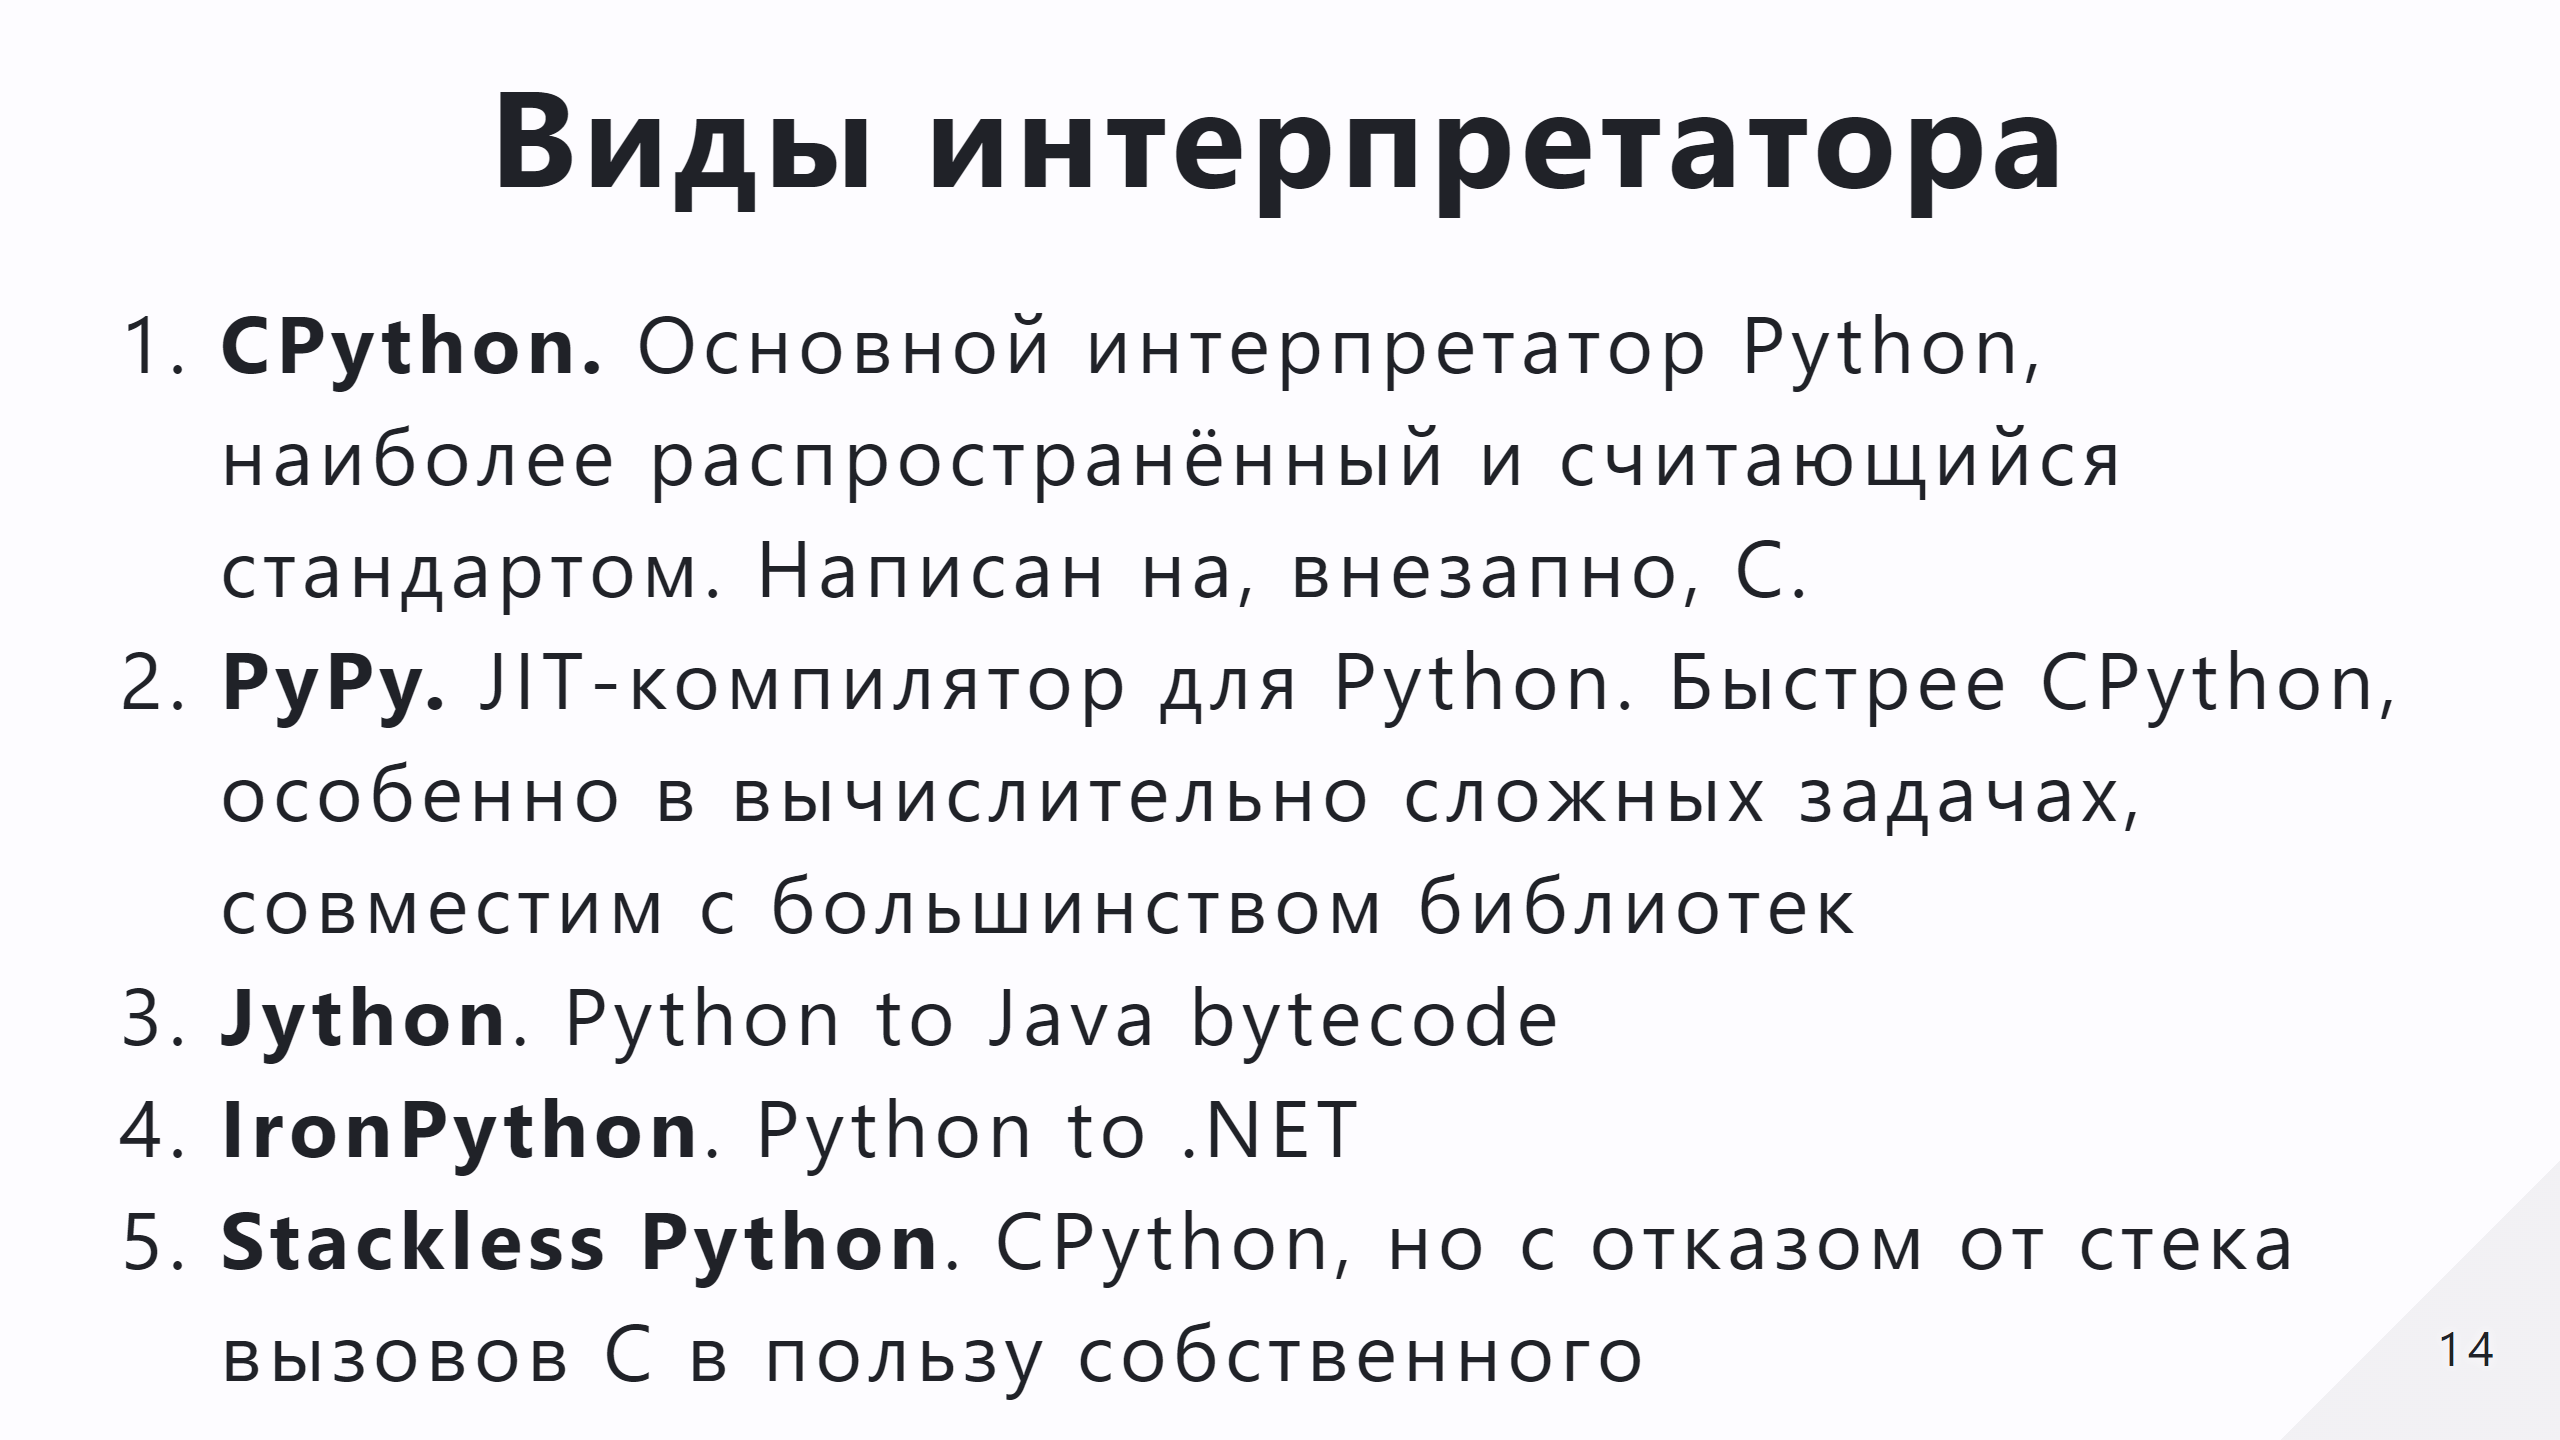 Виды интерпретатора
1. CPython. Основной интерпретатор Python,
наиболее распространённый и считающийся
стандартом. Написан на, внезапно, C.
2. PyPy. JIT-компилятор для Python. Быстрее CPython,
особенно в вычислительно сложных задачах,
совместим с большинством библиотек
3. Jython. Python to Java bytecode
4. IronPython. Python to .NET
5. Stackless Python. CPython, но с отказом от стека
вызовов C в пользу собственного
14